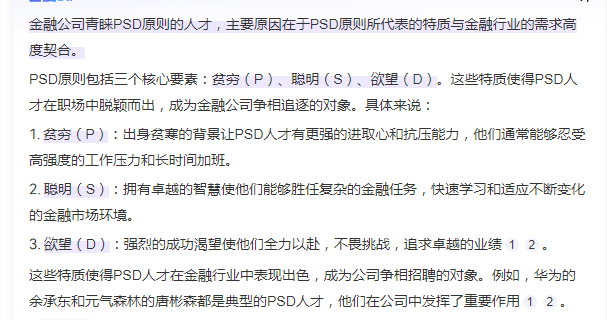 金融公司青睐PSD原则的人才，主要原因在于PSD原则所代表的特质与金融行业的需求高
度契合。
PSD原则包括三个核心要素：贫穷（P）、聪明（S）、欲望（D）。这些特质使得PSD人
才在职场中脱颖而出，成为金融公司争相追逐的对象。具体来说：
1. 贫穷（P）：出身贫寒的背景让PSD人才有更强的进取心和抗压能力，他们通常能够忍受
高强度的工作压力和长时间加班。
2. 聪明（S）：拥有卓越的智慧使他们能够胜任复杂的金融任务，快速学习和适应不断变化
的金融市场环境。
3. 欲望（D）：强烈的成功渴望使他们全力以赴，不畏挑战，追求卓越的业绩 1 2 。
这些特质使得PSD人才在金融行业中表现出色，成为公司争相招聘的对象。例如，华为的
余承东和元气森林的唐彬森都是典型的PSD人才，他们在公司中发挥了重要作用 1 2 。